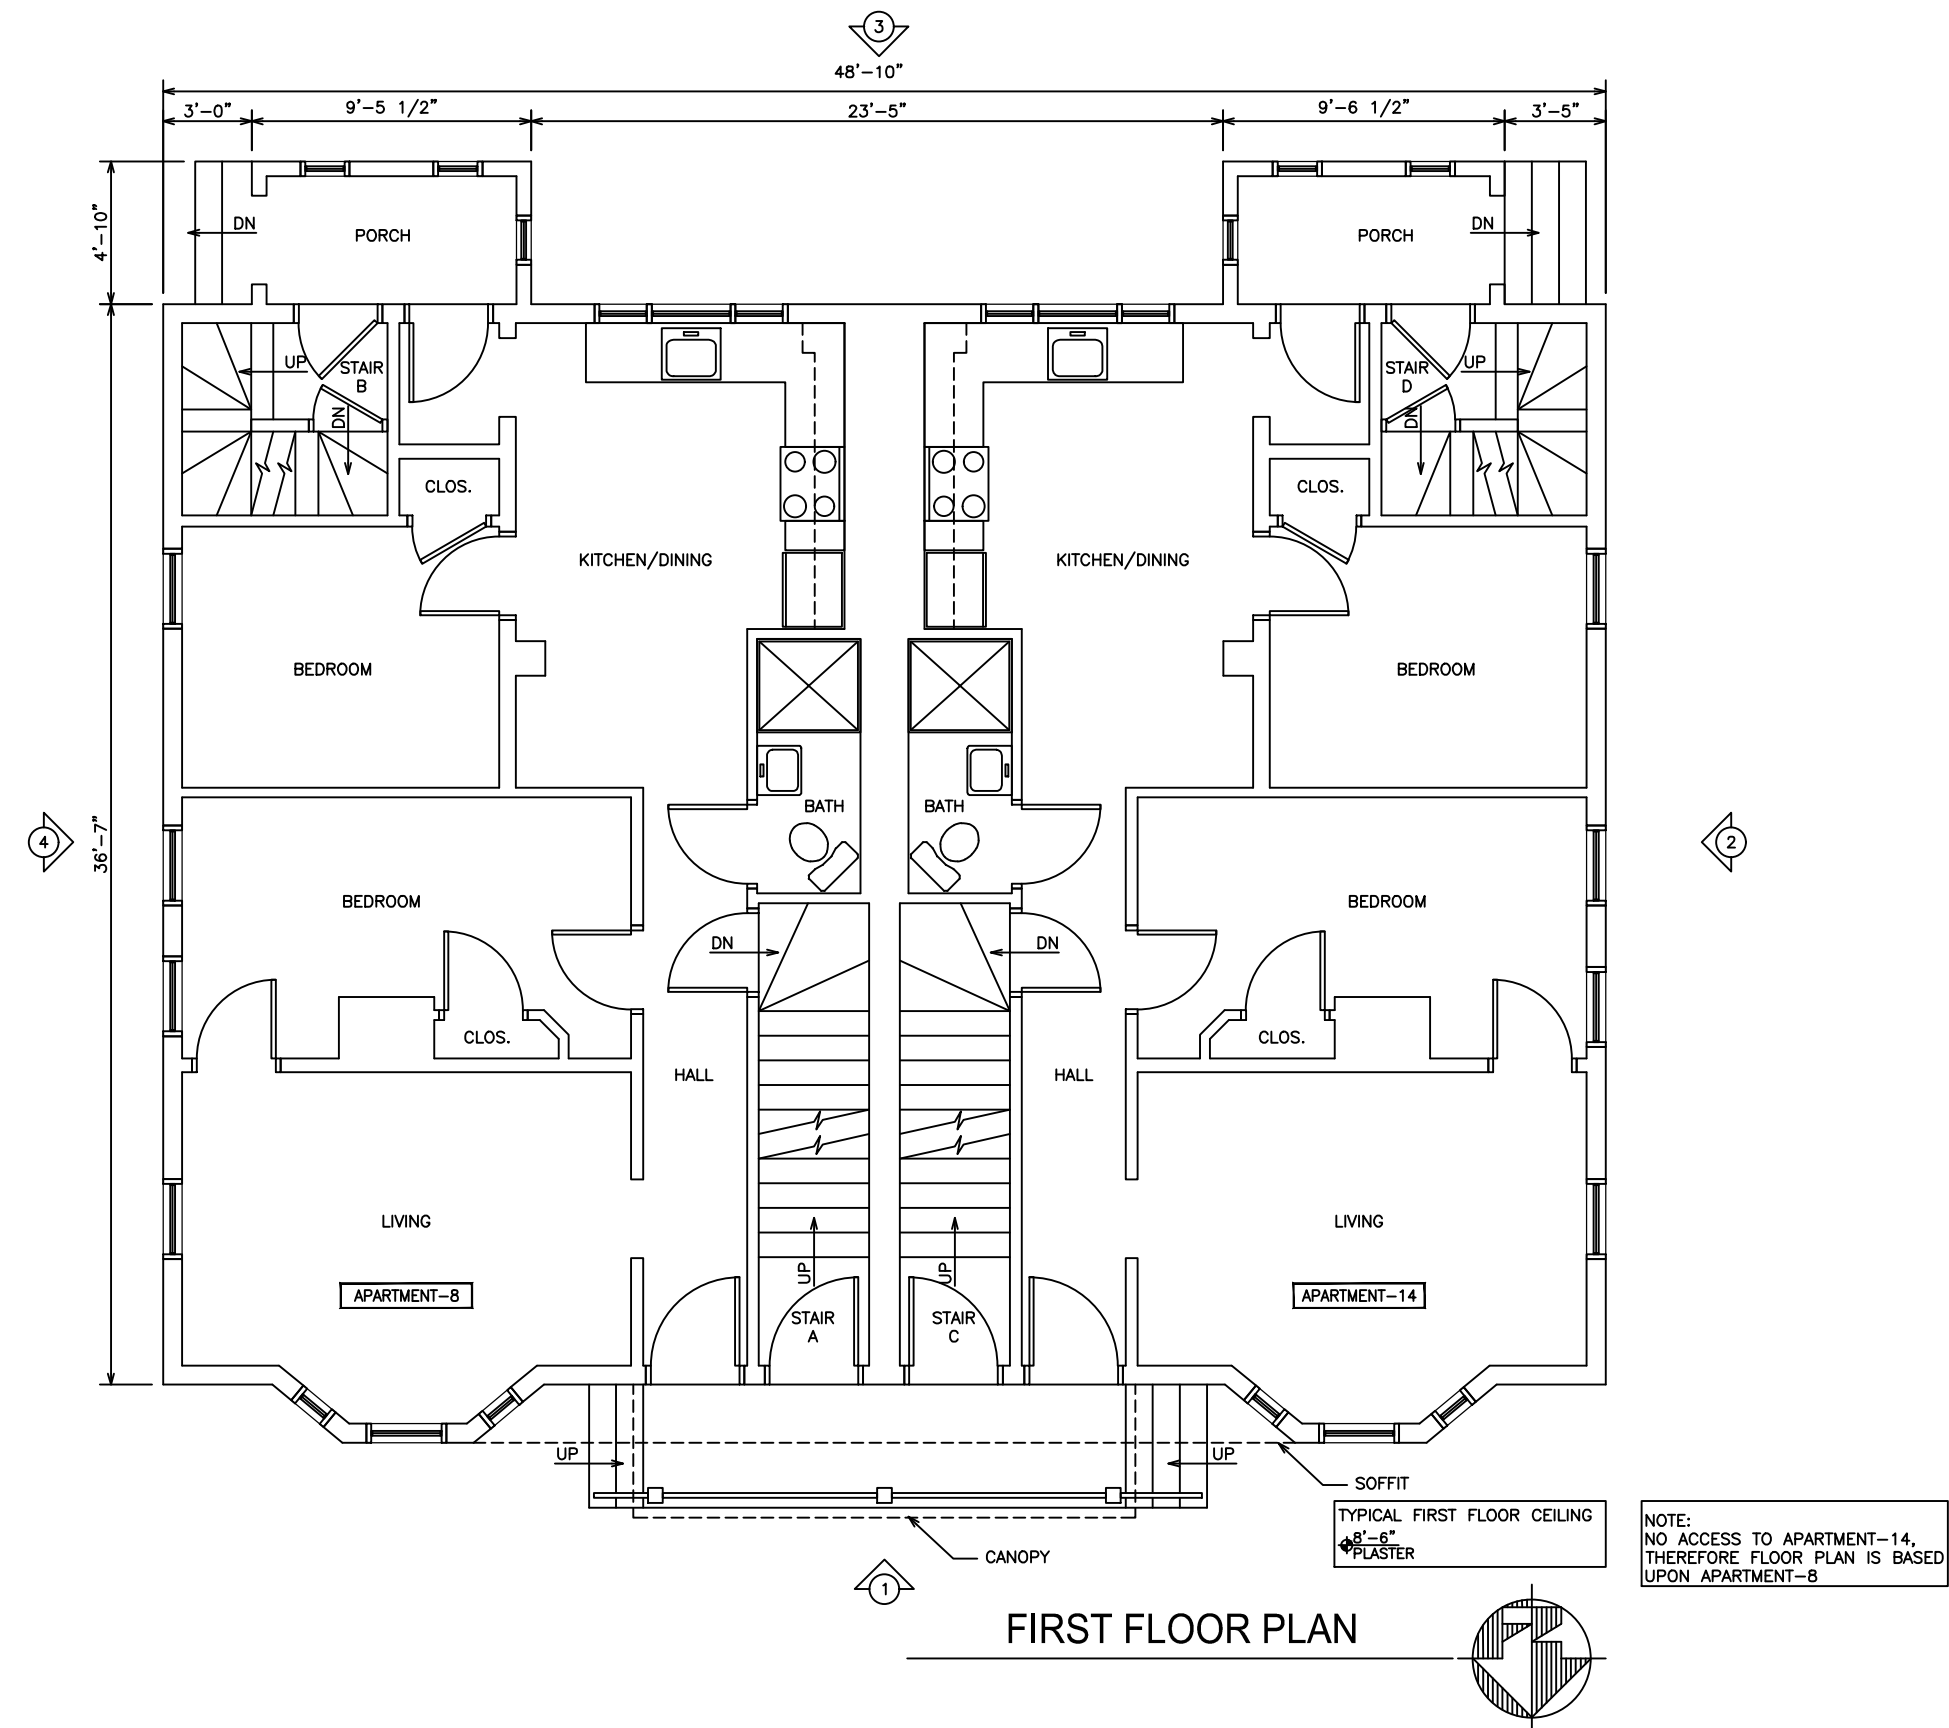 3
48'-10"
3'-0"
9'-5 1/2"
23'-5"
9'-6 1/2"
3'-5"
4'-10"
DN
PORCH
PORCH
DN
UP
STAIR
B
DN
STAIR
D
UP
DN
CLOS.
CLOS.
KITCHEN/DINING
KITCHEN/DINING
BEDROOM
BEDROOM
BATH
BATH
4
36'-7"
2
BEDROOM
BEDROOM
DN
DN
CLOS.
CLOS.
HALL
HALL
LIVING
LIVING
UP
UP
APARTMENT-8
APARTMENT-14
STAIR
A
STAIR
C
UP
UP
SOFFIT
CANOPY
TYPICAL FIRST FLOOR CEILING
8'-6"
PLASTER
NOTE:
NO ACCESS TO APARTMENT-14,
THEREFORE FLOOR PLAN IS BASED
UPON APARTMENT-8
1
FIRST FLOOR PLAN